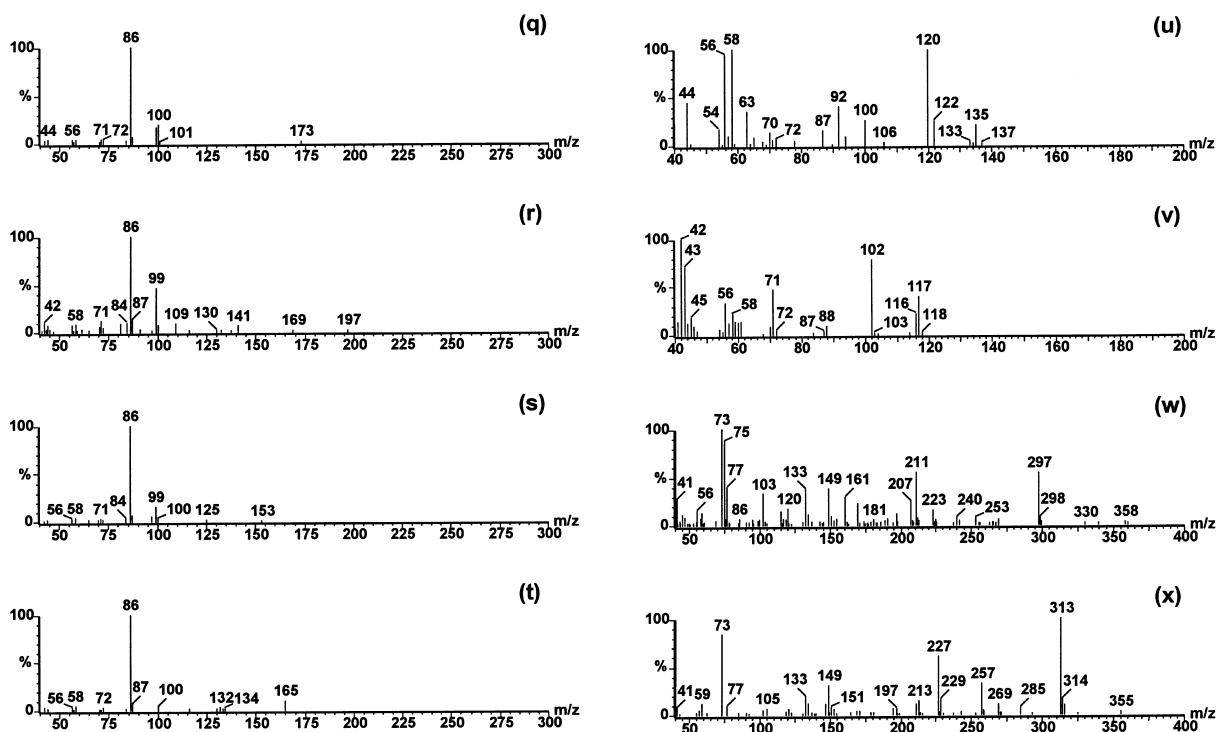 (q)
100
%
0
44 56 71 72 86 100 101 173
50 75 100 125 150 175 200 225 250 275 300 m/z
(r)
100
%
0
42 58 71 84 86 87 99 109 130 141 169 197
50 75 100 125 150 175 200 225 250 275 300 m/z
(s)
100
%
0
56 58 71 84 86 99 100 125 153
50 75 100 125 150 175 200 225 250 275 300 m/z
(t)
100
%
0
56 58 72 86 87 100 132 134 165
50 75 100 125 150 175 200 225 250 275 300 m/z
(u)
100
%
0
44 54 56 58 63 70 72 87 92 100 106 120 122 133 135 137
40 60 80 100 120 140 160 180 200 m/z
(v)
100
%
0
42 43 45 56 58 71 72 87 88 102 103 116 117 118
40 60 80 100 120 140 160 180 200 m/z
(w)
100
%
0
41 56 73 75 77 86 103 120 133 149 161 181 207 211 223 240 253 297 298 330 358
50 100 150 200 250 300 350 400 m/z
(x)
100
%
0
41 59 73 77 105 133 149 151 197 213 227 229 257 269 285 313 314 355
50 100 150 200 250 300 350 400 m/z